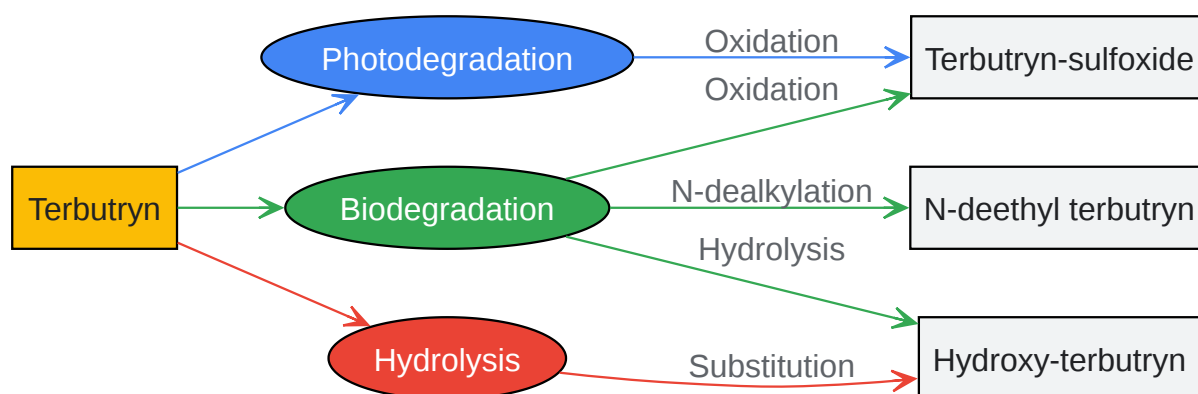 Photodegradation
Oxidation
Terbutryn-sulfoxide
Oxidation
Terbutryn
Biodegradation
N-dealkylation
N-deethyl terbutryn
Hydrolysis
Hydrolysis
Substitution
Hydroxy-terbutryn